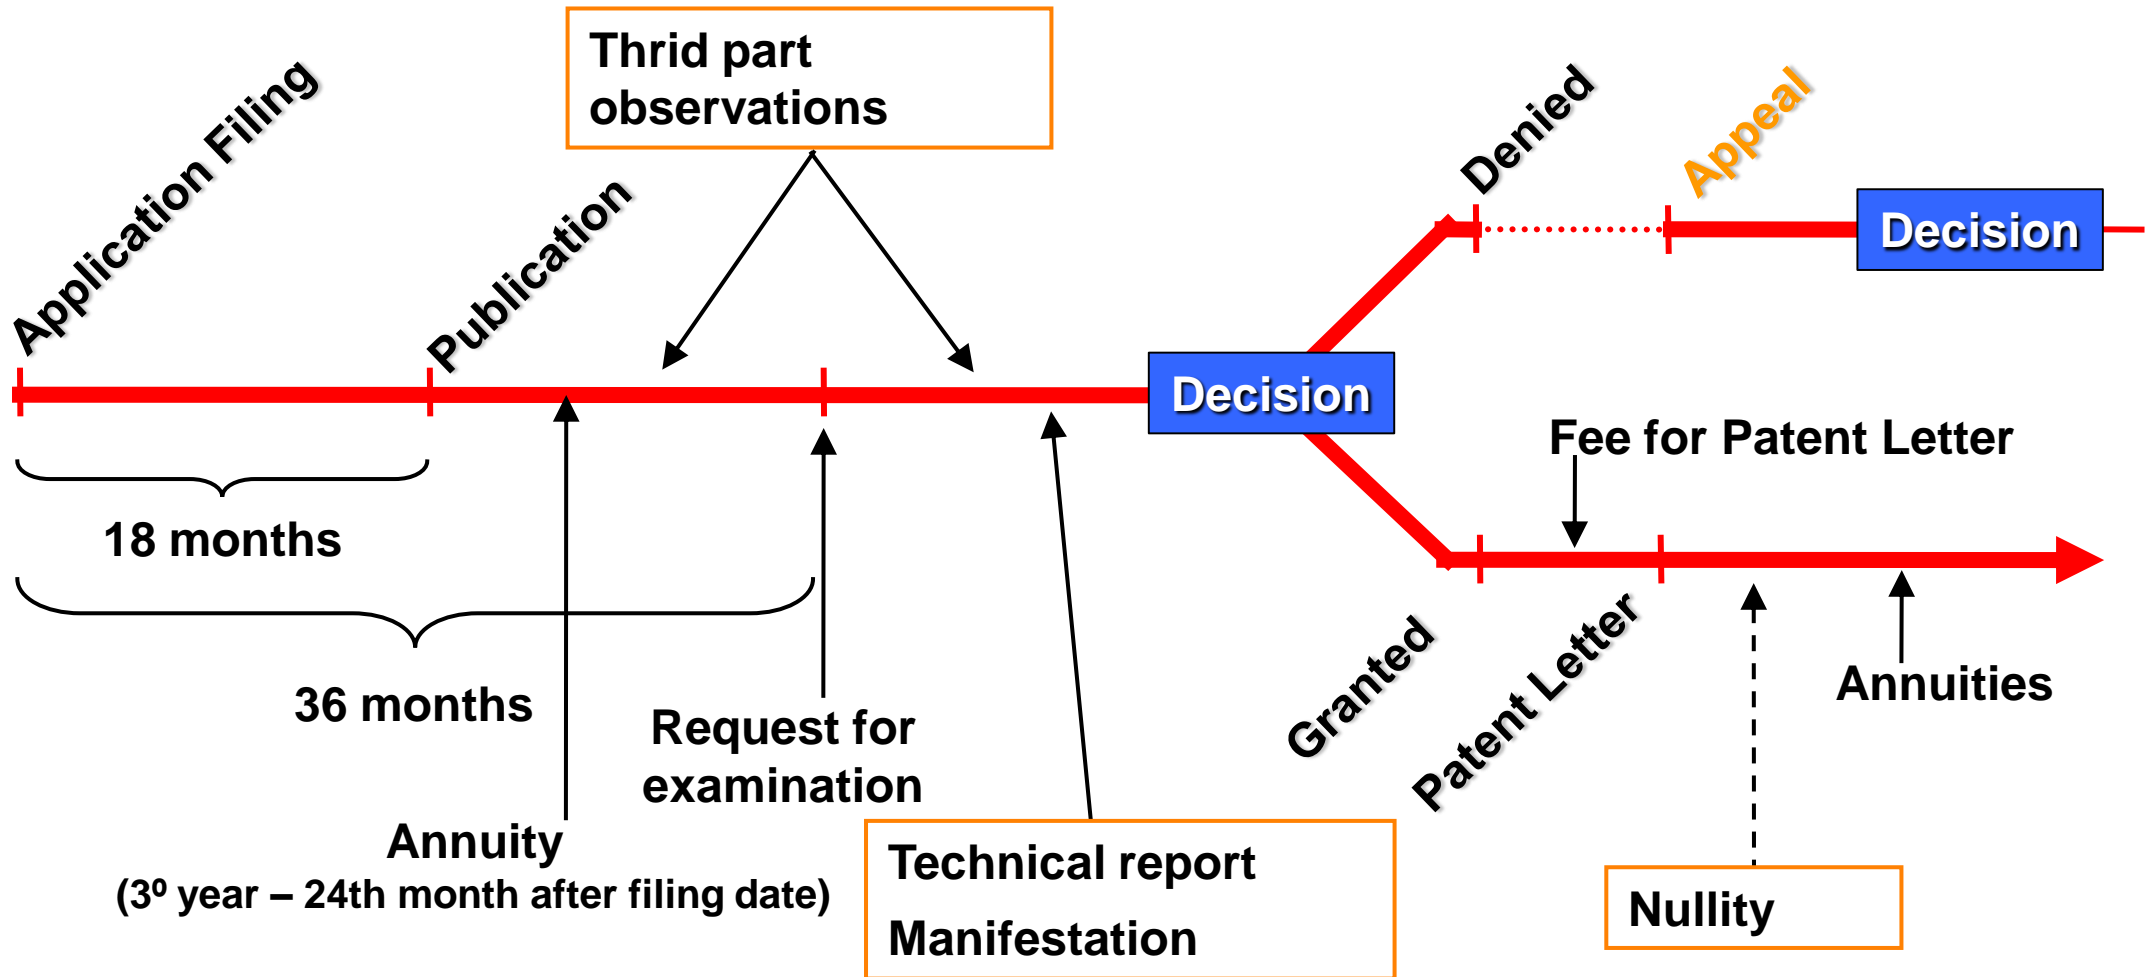 Thrid part
observations
Application Filing
Publication
Denied
Appeal
Decision
Decision
Fee for Patent Letter
18 months
36 months
Request for
examination
Granted
Patent Letter
Annuities
Annuity
(3º year – 24th month after filing date)
Technical report
Manifestation
Nullity